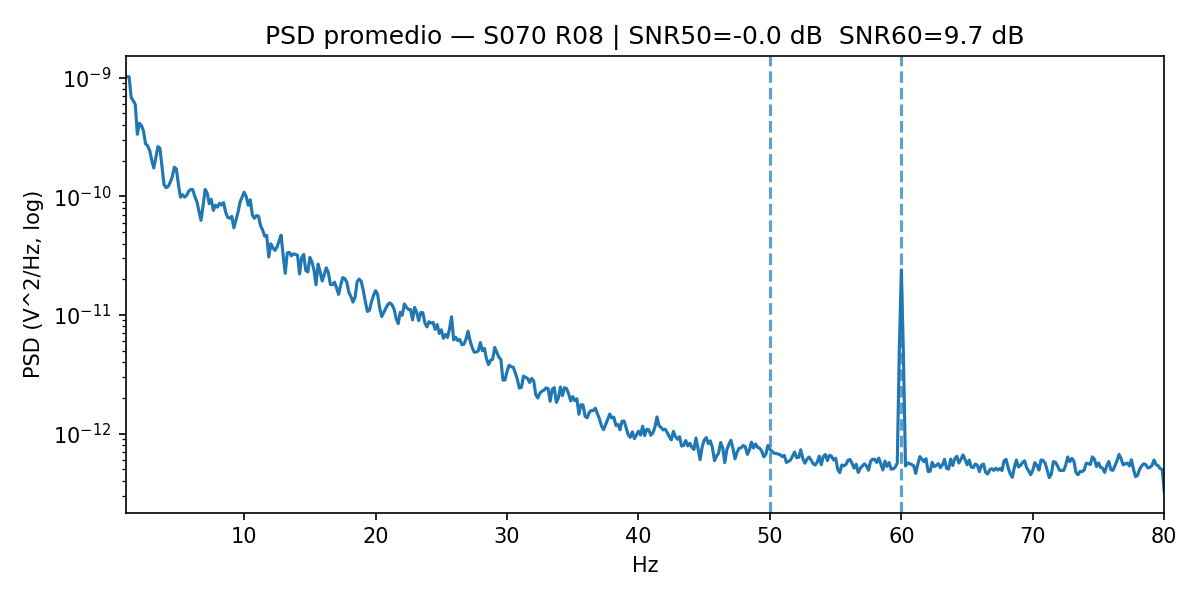 PSD promedio — S070 R08 | SNR50=-0.0 dB  SNR60=9.7 dB
PSD (V^2/Hz, log)
10⁻⁹
10⁻¹⁰
10⁻¹¹
10⁻¹²
10 20 30 40 50 60 70 80
Hz